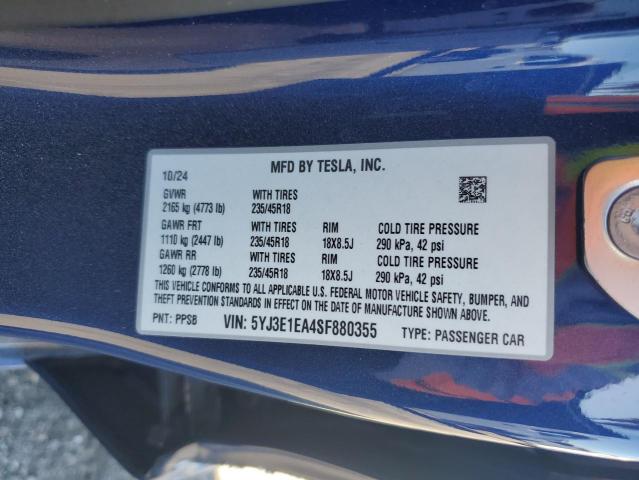 MFD BY TESLA, INC.
10/24
GVWR WITH TIRES
2165 kg (4773 lb) 235/45R18
GAWR FRT WITH TIRES RIM COLD TIRE PRESSURE
1110 kg (2447 lb) 235/45R18 18X8.5J 290 kPa, 42 psi
GAWR RR WITH TIRES RIM COLD TIRE PRESSURE
1260 kg (2778 lb) 235/45R18 18X8.5J 290 kPa, 42 psi
THIS VEHICLE CONFORMS TO ALL APPLICABLE U.S. FEDERAL MOTOR VEHICLE SAFETY, BUMPER, AND
THEFT PREVENTION STANDARDS IN EFFECT ON THE DATE OF MANUFACTURE SHOWN ABOVE.
PNT: PPSB VIN: 5YJ3E1EA4SF880355 TYPE: PASSENGER CAR